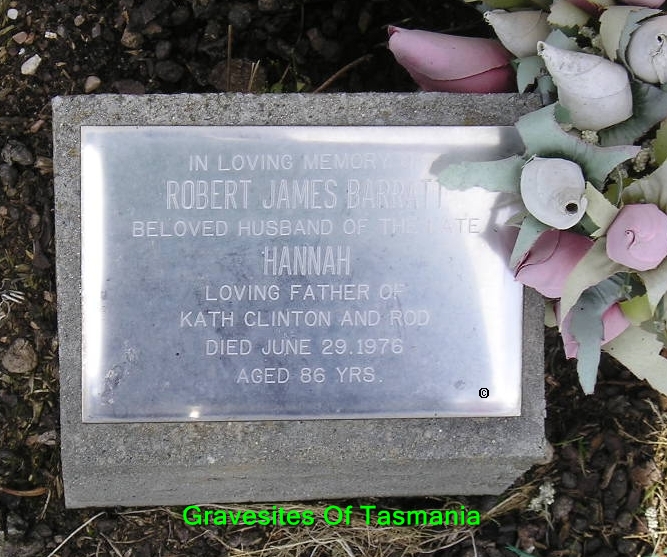 IN LOVING MEMORY
ROBERT JAMES BARRATT
BELOVED HUSBAND OF THE LATE
HANNAH
LOVING FATHER OF
KATH CLINTON AND ROD
DIED JUNE 29.1976
AGED 86 YRS.
©
Gravesites Of Tasmania